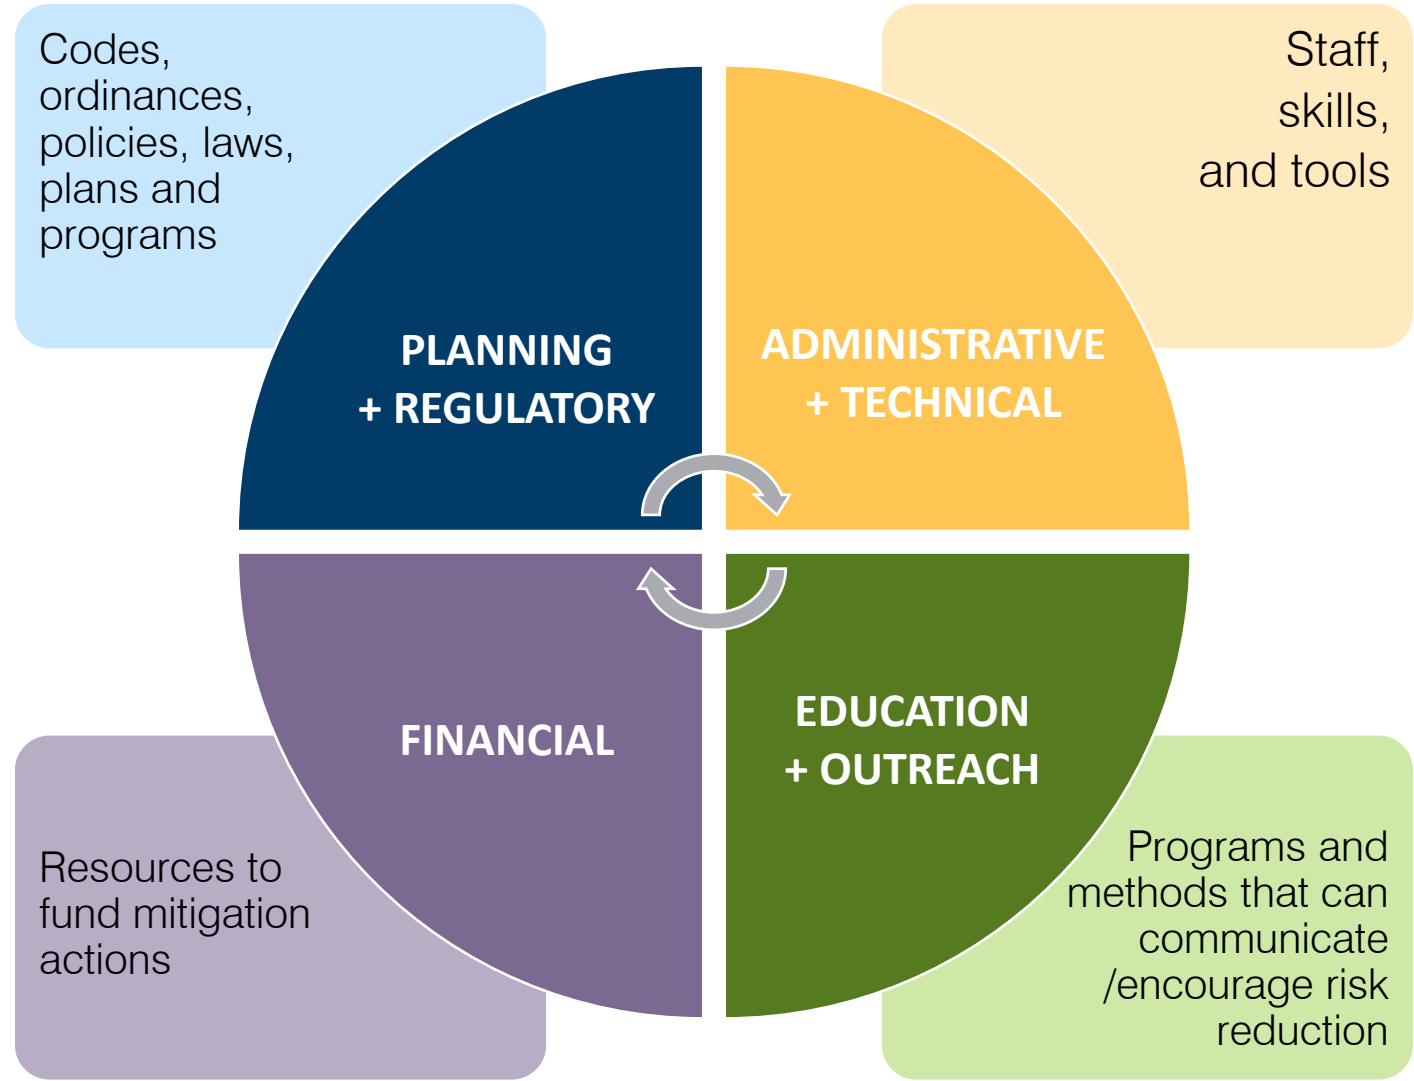 Codes,
ordinances,
policies, laws,
plans and
programs
Staff,
skills,
and tools
PLANNING
+ REGULATORY
ADMINISTRATIVE
+ TECHNICAL
FINANCIAL
EDUCATION
+ OUTREACH
Resources to
fund mitigation
actions
Programs and
methods that can
communicate
/encourage risk
reduction